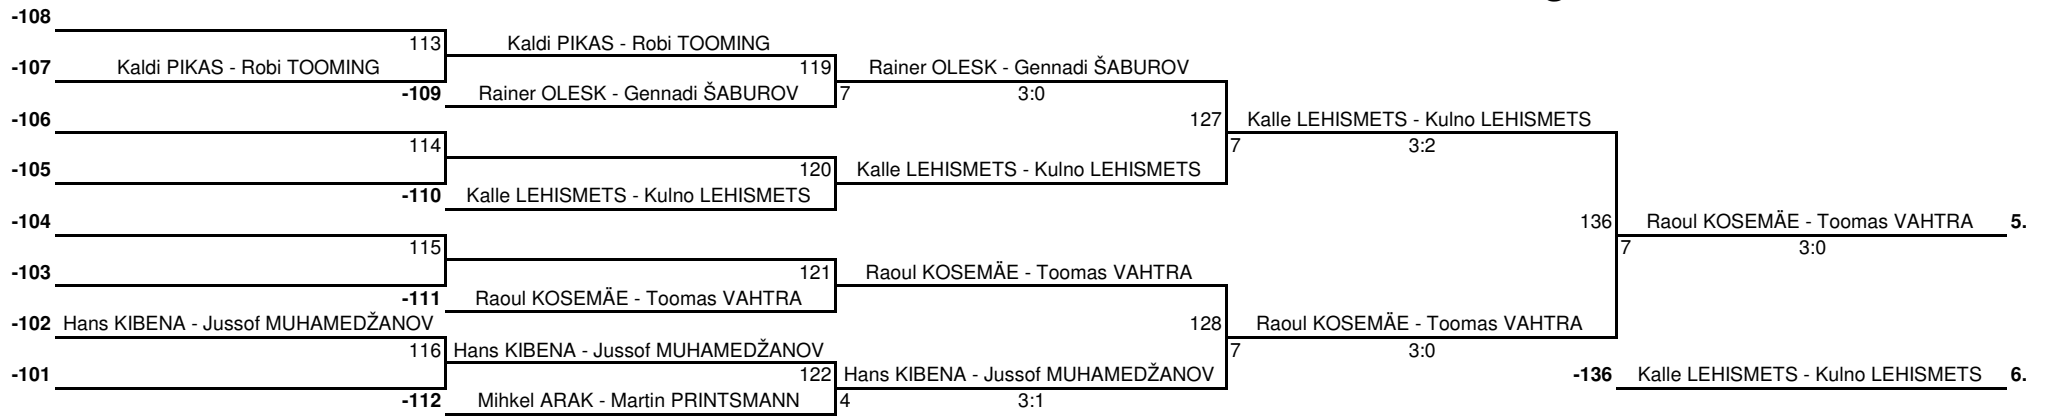 -108
113 Kaldi PIKAS - Robi TOOMING
-107 Kaldi PIKAS - Robi TOOMING 119 Rainer OLESK - Gennadi ŠABUROV
-109 Rainer OLESK - Gennadi ŠABUROV 7 3:0
-106 127 Kalle LEHISMETS - Kulno LEHISMETS
114 7 3:2
-105 120 Kalle LEHISMETS - Kulno LEHISMETS
-110 Kalle LEHISMETS - Kulno LEHISMETS
-104 136 Raoul KOSEMÄE - Toomas VAHTRA 5.
115 7 3:0
-103 121 Raoul KOSEMÄE - Toomas VAHTRA
-111 Raoul KOSEMÄE - Toomas VAHTRA
-102 Hans KIBENA - Jussof MUHAMEDŽANOV 128 Raoul KOSEMÄE - Toomas VAHTRA
116 Hans KIBENA - Jussof MUHAMEDŽANOV 7 3:0
-101 122 Hans KIBENA - Jussof MUHAMEDŽANOV -136 Kalle LEHISMETS - Kulno LEHISMETS 6.
-112 Mihkel ARAK - Martin PRINTSMANN 4 3:1